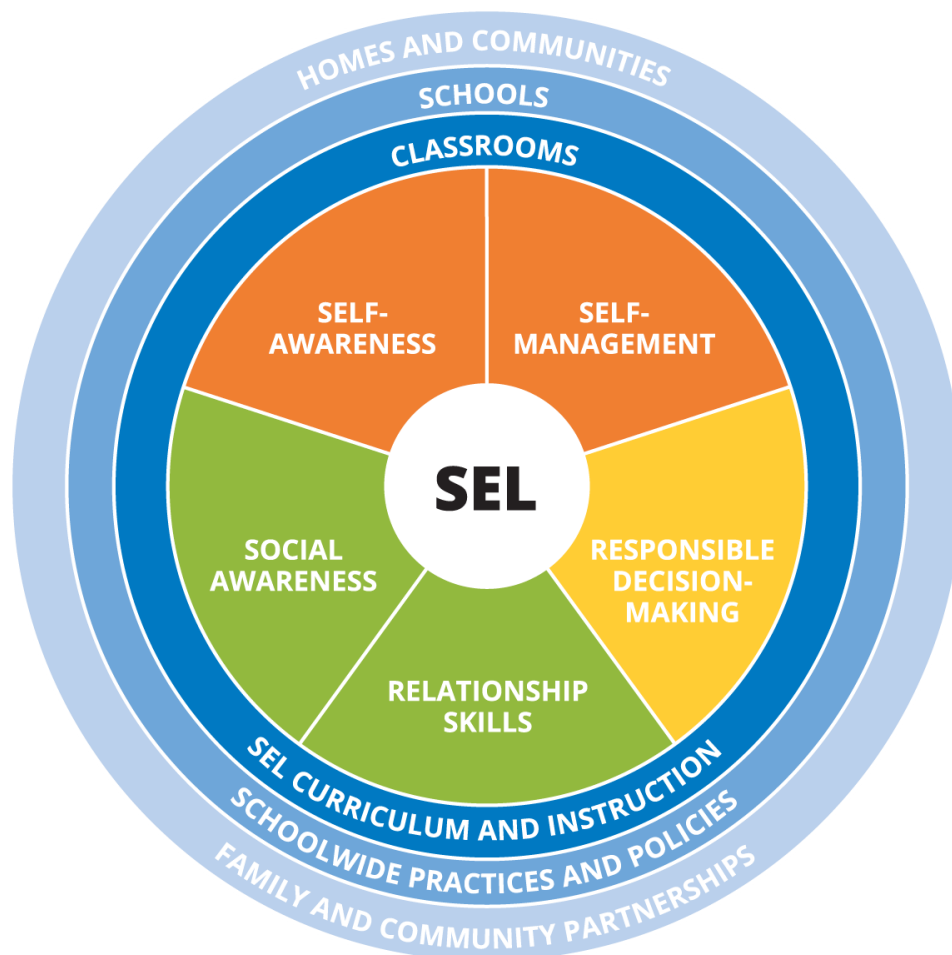 HOMES AND COMMUNITIES
SCHOOLS
CLASSROOMS
SELF-
AWARENESS
SELF-
MANAGEMENT
SEL
SOCIAL
AWARENESS
RESPONSIBLE
DECISION-
MAKING
RELATIONSHIP
SKILLS
SEL CURRICULUM AND INSTRUCTION
SCHOOLWIDE PRACTICES AND POLICIES
FAMILY AND COMMUNITY PARTNERSHIPS